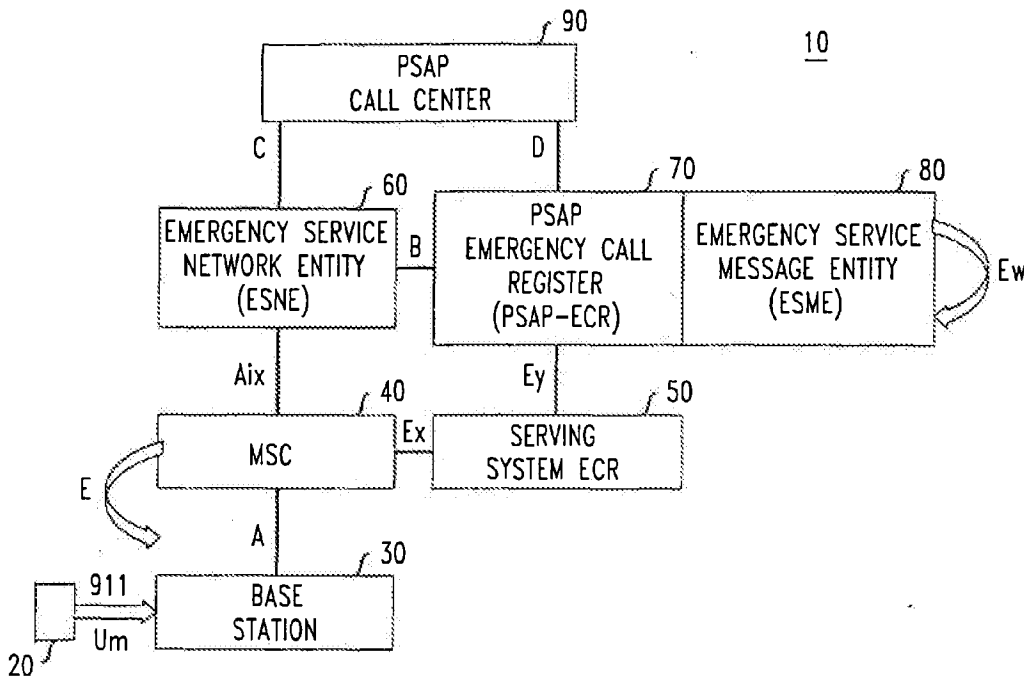 90
10
PSAP
CALL CENTER
C
D
60
70
80
EMERGENCY SERVICE
NETWORK ENTITY
(ESNE)
B
PSAP
EMERGENCY CALL
REGISTER
(PSAP-ECR)
EMERGENCY SERVICE
MESSAGE ENTITY
(ESME)
Ew
Aix
Ey
40
50
MSC
Ex
SERVING
SYSTEM ECR
E
A
30
911
Um
BASE
STATION
20